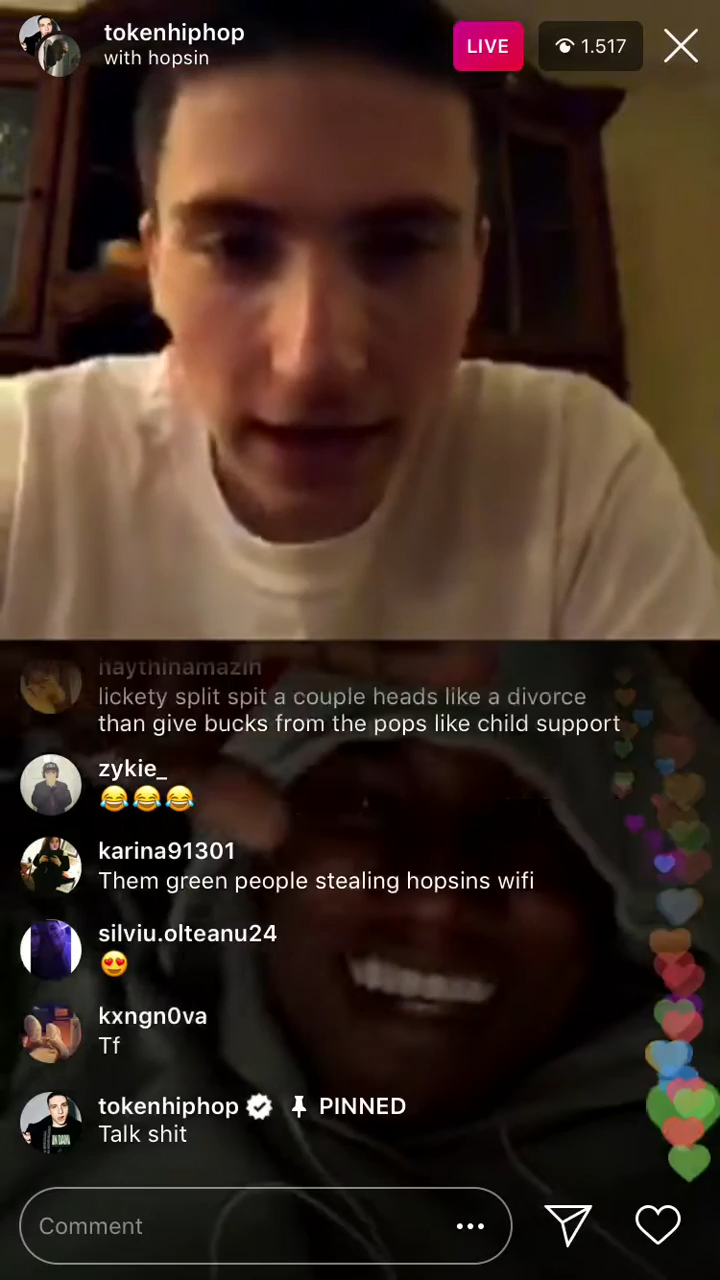 tokenhiphop
with hopsin
LIVE
1.517
naythinamazin
lickety split spit a couple heads like a divorce
than give bucks from the pops like child support
zykie_
😂😂😂
karina91301
Them green people stealing hopsins wifi
silviu.olteanu24
😍
kxngn0va
Tf
tokenhiphop PINNED
Talk shit
Comment